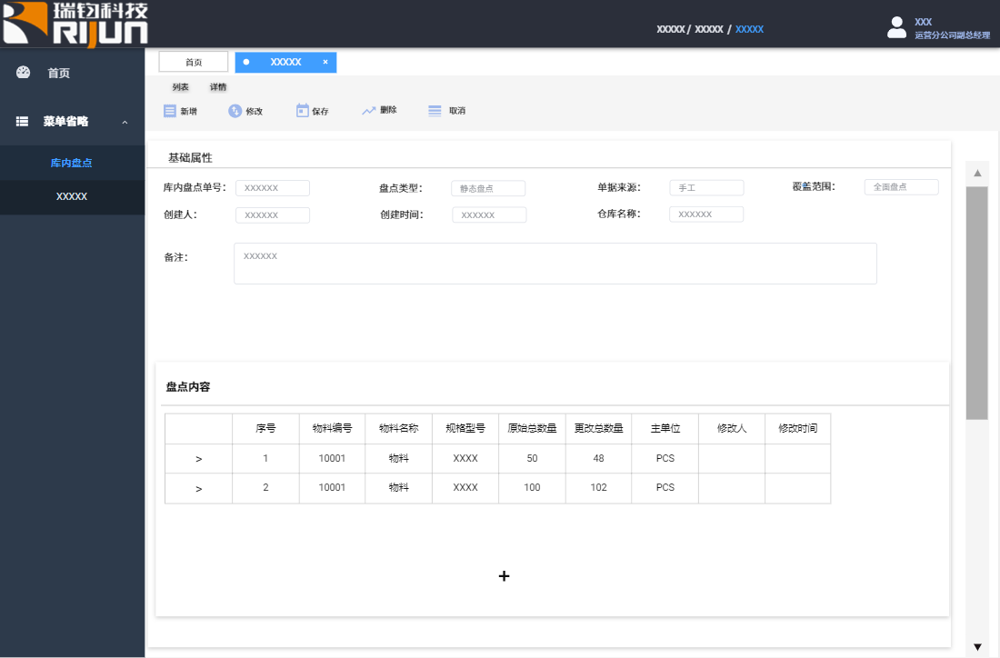 瑞钧科技
RIJUN
XXXXX / XXXXX / XXXXX
XXX
运营分公司副总经理
首页
菜单省略
库内盘点
XXXXX
首页
XXXXX ×
列表 详情
新增 修改 保存 删除 取消
基础属性
库内盘点单号: XXXXXX 盘点类型: 静态盘点 单据来源: 手工 覆盖范围: 全面盘点
创建人: XXXXXX 创建时间: XXXXXX 仓库名称: XXXXXX
备注: XXXXXX
盘点内容
序号 物料编号 物料名称 规格型号 原始总数量 更改总数量 主单位 修改人 修改时间
> 1 10001 物料 XXXX 50 48 PCS
> 2 10001 物料 XXXX 100 102 PCS
+